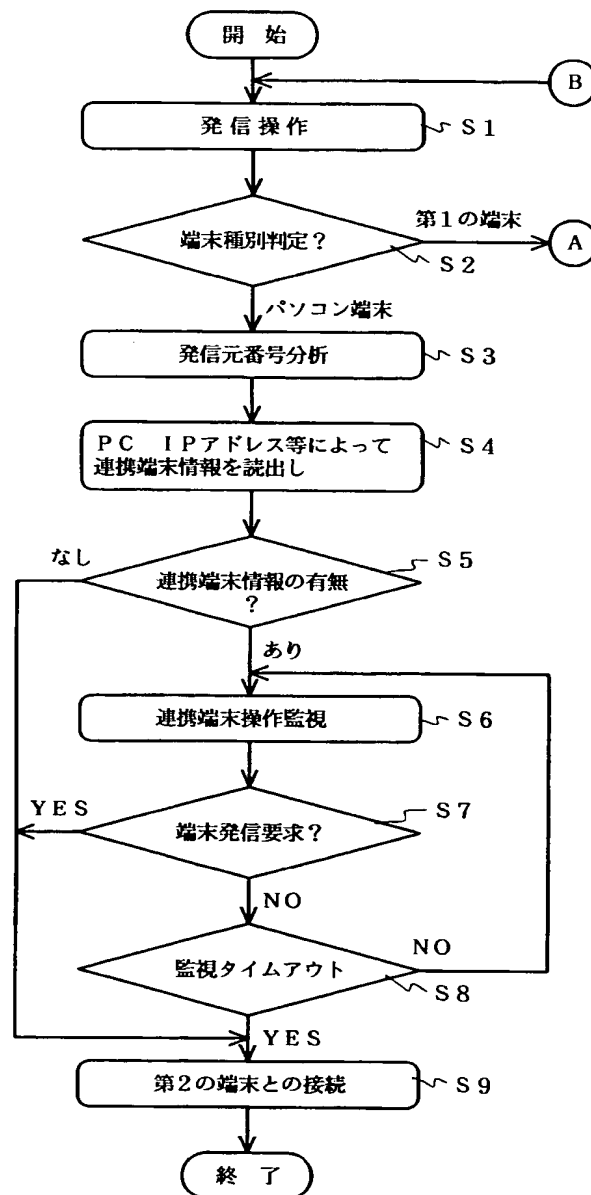 開 始
B
発信操作
S1
第1の端末
端末種別判定?
A
S2
パソコン端末
発信元番号分析
S3
PC IPアドレス等によって
連携端末情報を読出し
S4
なし
S5
連携端末情報の有無
?
あり
連携端末操作監視
S6
YES
S7
端末発信要求?
NO
NO
監視タイムアウト
S8
YES
第2の端末との接続
S9
終 了